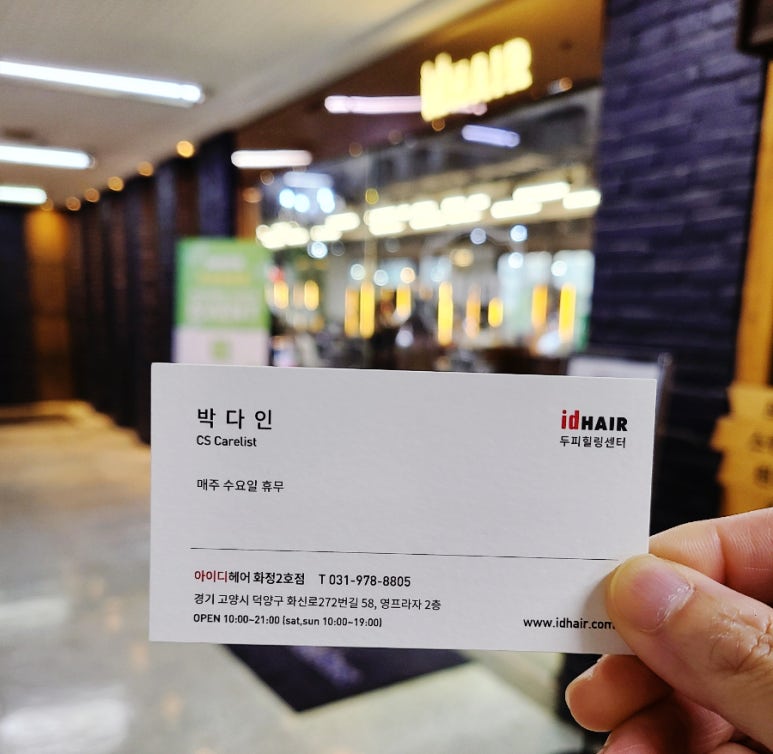 idHAIR
박다인
CS Carelist
idHAIR
두피힐링센터
매주 수요일 휴무
아이디헤어 화정2호점 T 031-978-8805
경기 고양시 덕양구 화신로272번길 58, 영프라자 2층
OPEN 10:00~21:00 (sat,sun 10:00~19:00)
www.idhair.com